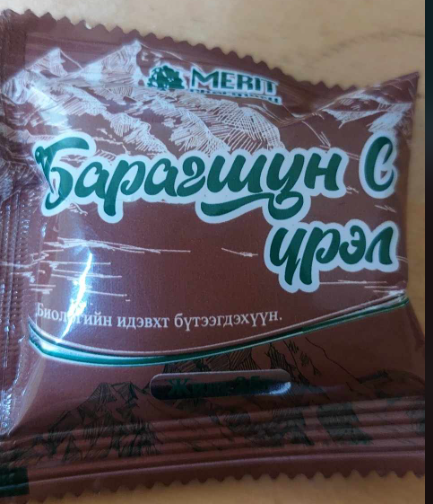 MERIT
Барагшун С
үрэл
Биологийн идэвхт бүтээгдэхүүн.